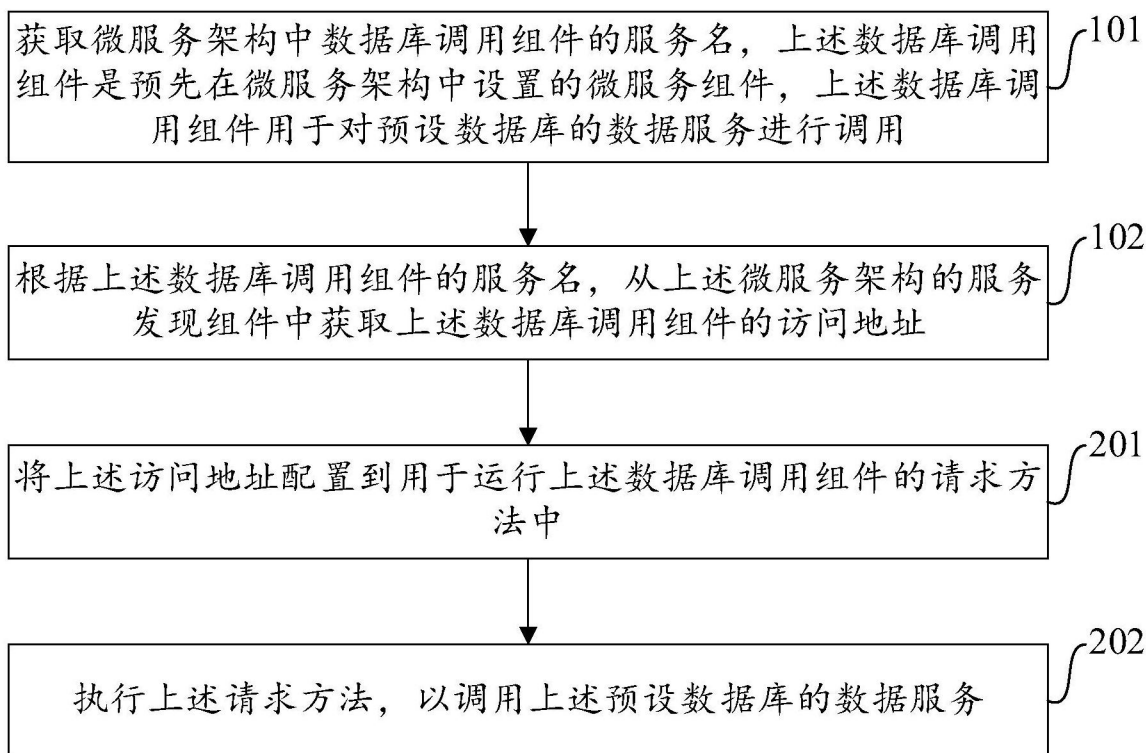 获取微服务架构中数据库调用组件的服务名，上述数据库调用
组件是预先在微服务架构中设置的微服务组件，上述数据库调
用组件用于对预设数据库的数据服务进行调用
101
根据上述数据库调用组件的服务名，从上述微服务架构的服务
发现组件中获取上述数据库调用组件的访问地址
102
将上述访问地址配置到用于运行上述数据库调用组件的请求方
法中
201
执行上述请求方法，以调用上述预设数据库的数据服务
202